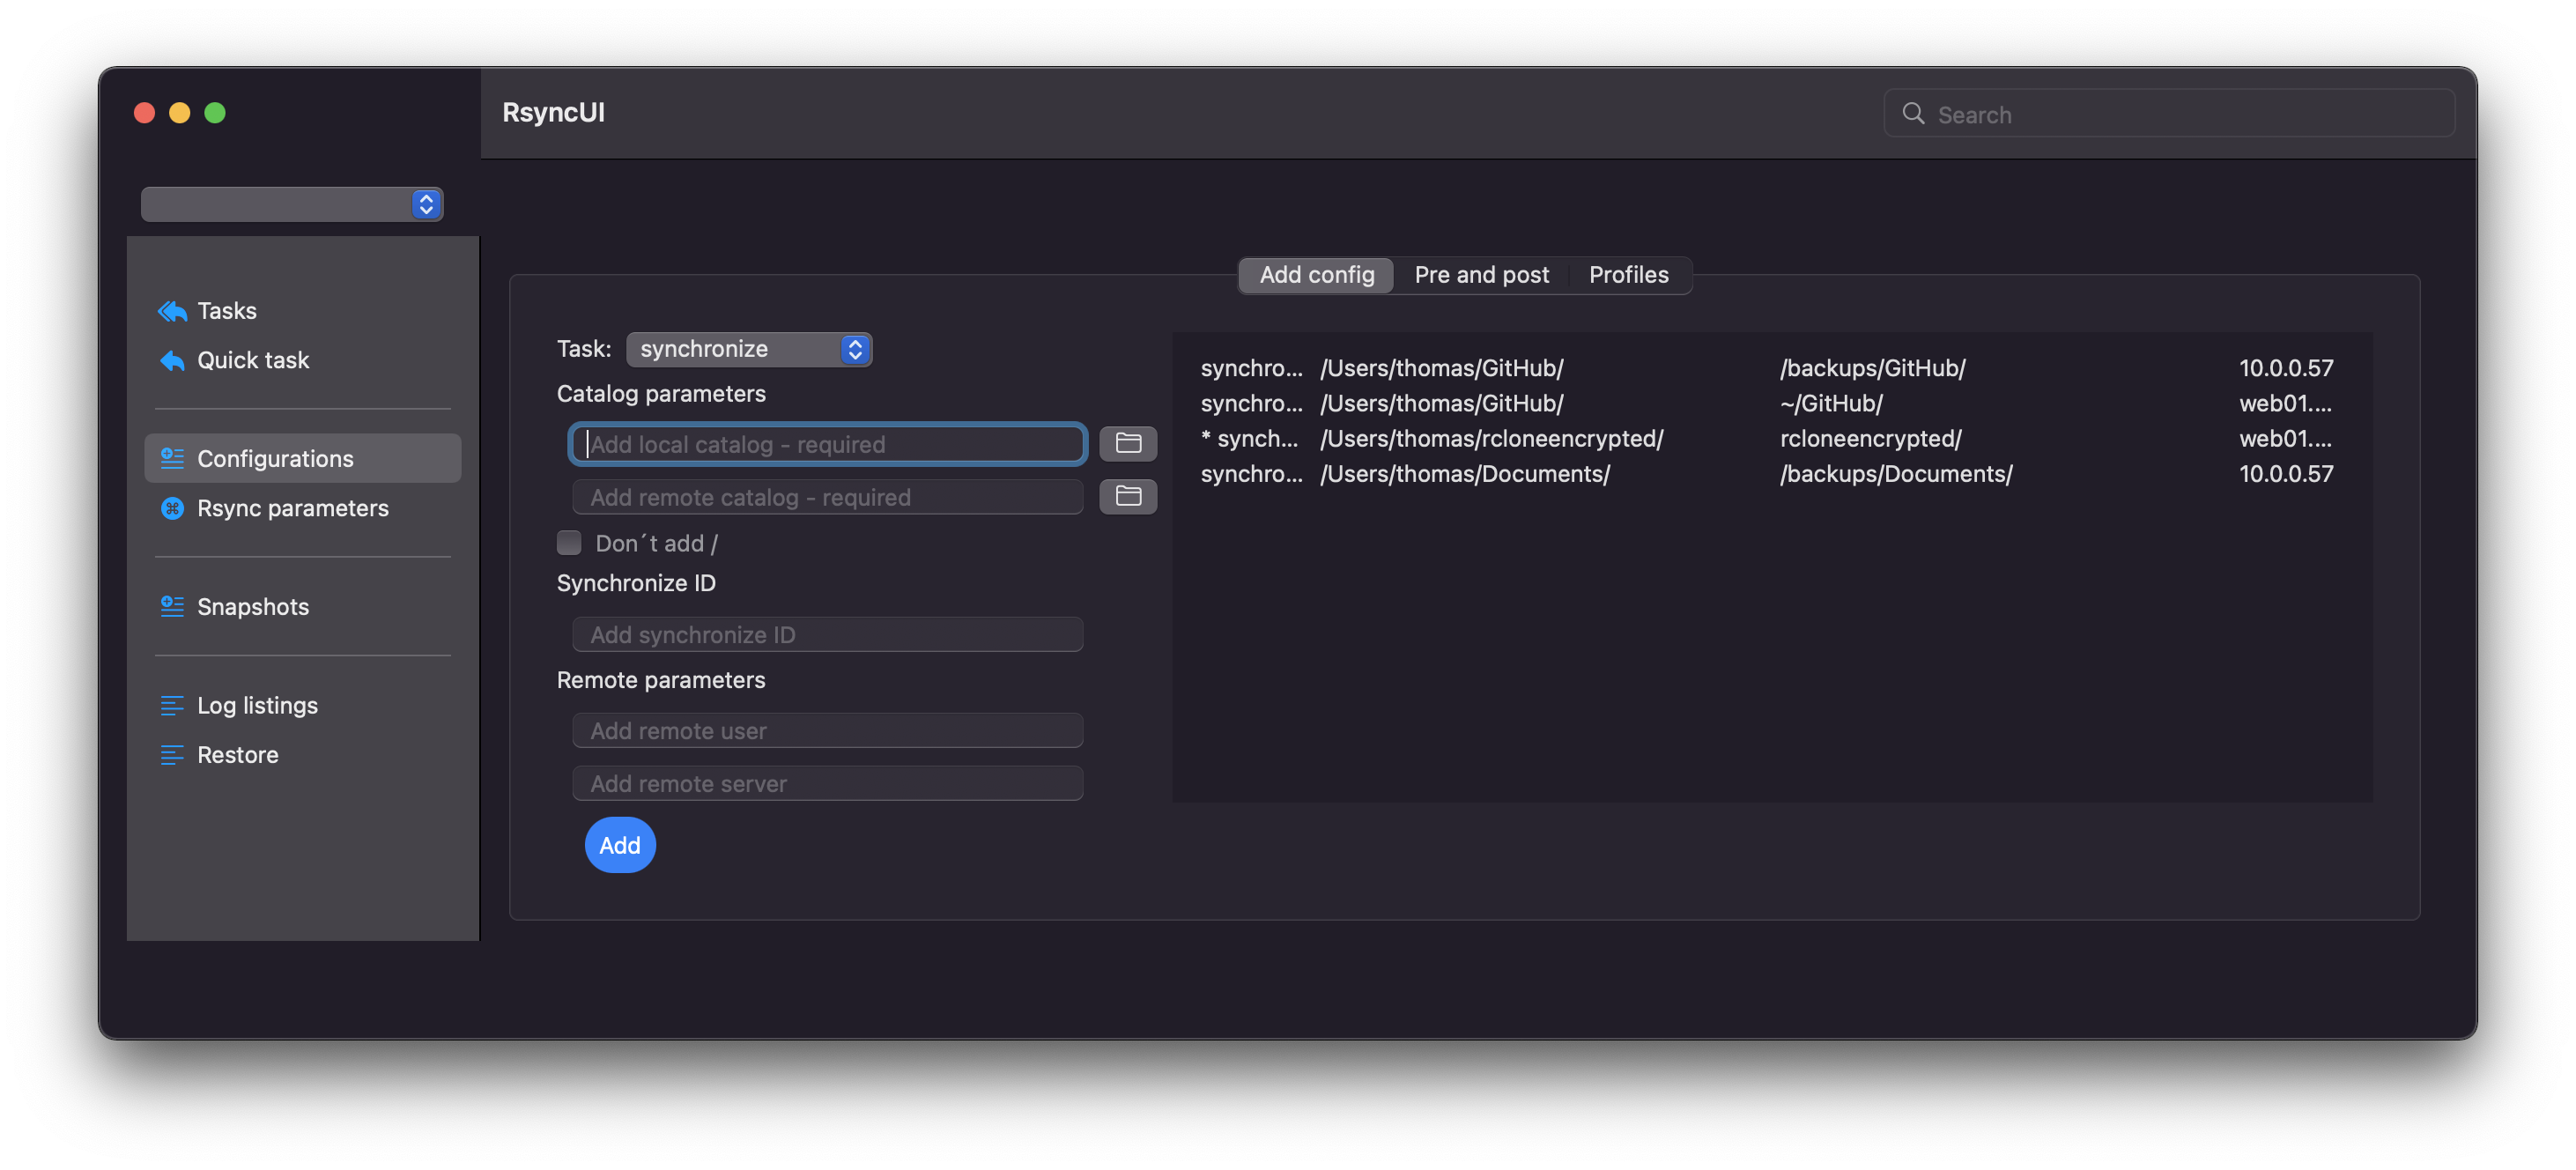 RsyncUI
Search
Tasks
Quick task
Configurations
Rsync parameters
Snapshots
Log listings
Restore
Add config Pre and post Profiles
Task: synchronize
Catalog parameters
Add local catalog - required
Add remote catalog - required
Don´t add /
Synchronize ID
Add synchronize ID
Remote parameters
Add remote user
Add remote server
Add
synchro... /Users/thomas/GitHub/ /backups/GitHub/ 10.0.0.57
synchro... /Users/thomas/GitHub/ ~/GitHub/ web01....
* synch... /Users/thomas/rcloneencrypted/ rcloneencrypted/ web01....
synchro... /Users/thomas/Documents/ /backups/Documents/ 10.0.0.57